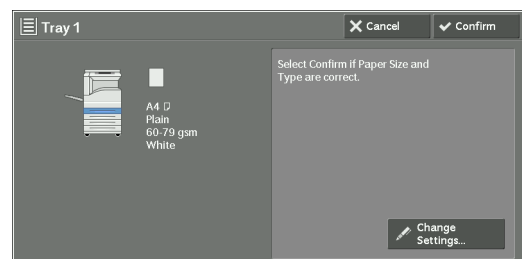 Tray 1
Cancel
Confirm
A4
Plain
60-79 gsm
White
Select Confirm if Paper Size and
Type are correct.
Change
Settings...